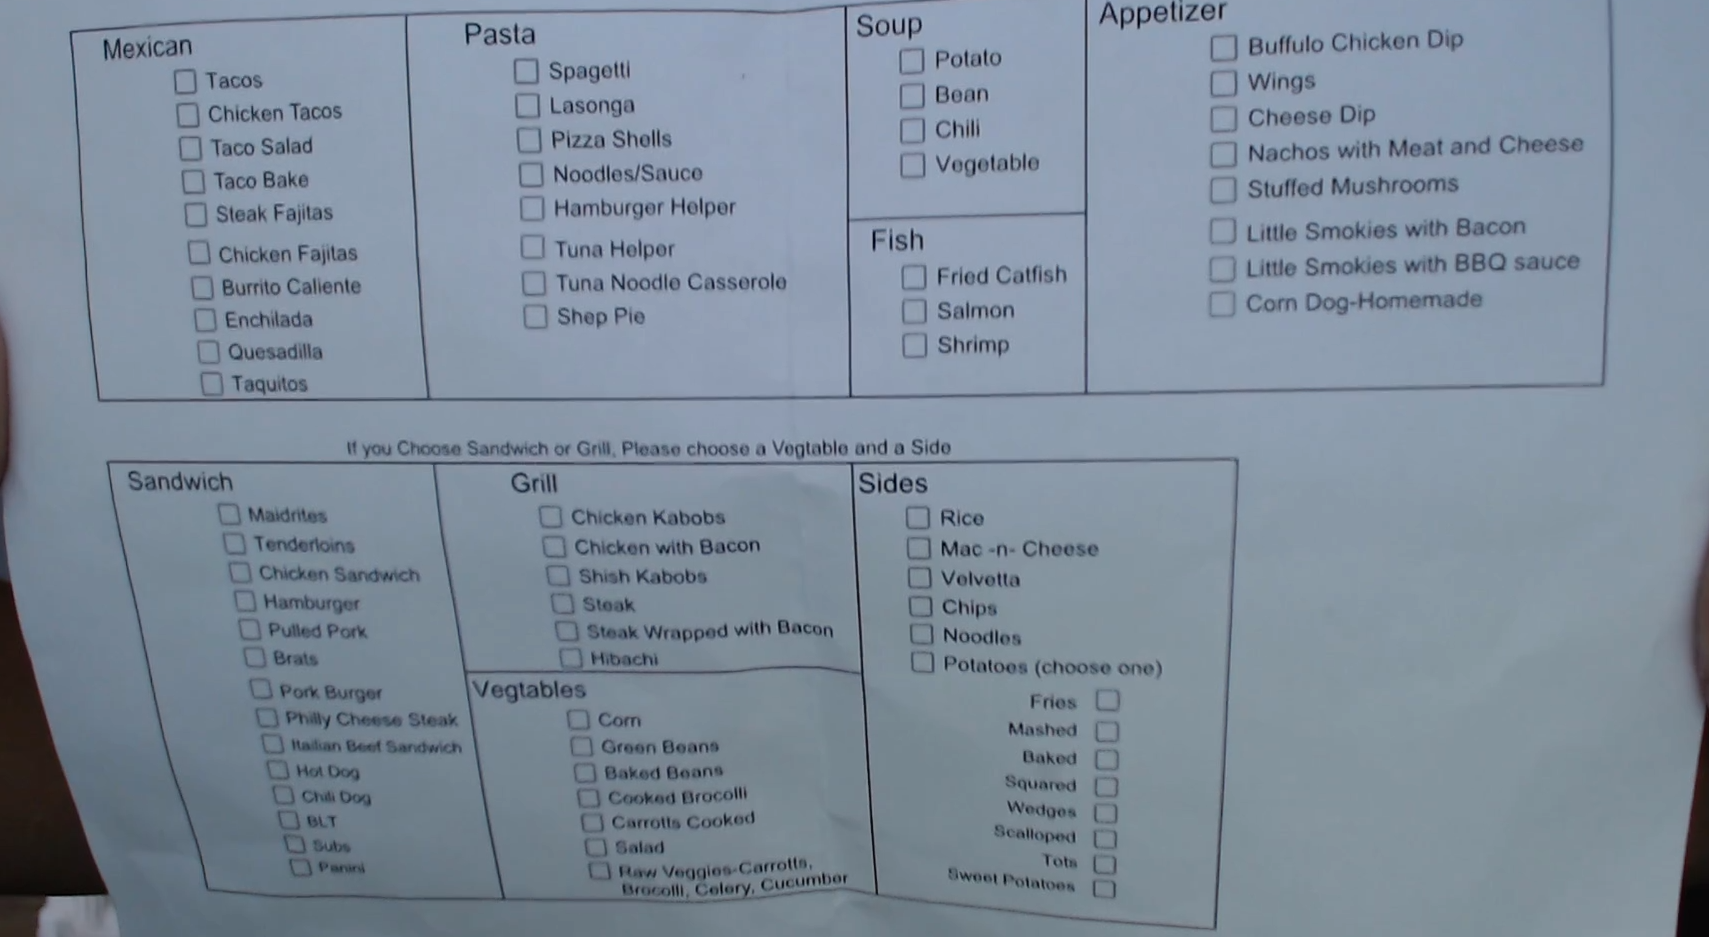 Mexican
Tacos
Chicken Tacos
Taco Salad
Taco Bake
Steak Fajitas
Chicken Fajitas
Burrito Caliente
Enchilada
Quesadilla
Taquitos
Pasta
Spagetti
Lasonga
Pizza Shells
Noodles/Sauce
Hamburger Helper
Tuna Helper
Tuna Noodle Casserole
Shep Pie
Soup
Potato
Bean
Chili
Vegetable
Fish
Fried Catfish
Salmon
Shrimp
Appetizer
Buffulo Chicken Dip
Wings
Cheese Dip
Nachos with Meat and Cheese
Stuffed Mushrooms
Little Smokies with Bacon
Little Smokies with BBQ sauce
Corn Dog-Homemade
If you Choose Sandwich or Grill, Please choose a Vegtable and a Side
Sandwich
Maidrites
Tenderloins
Chicken Sandwich
Hamburger
Pulled Pork
Brats
Pork Burger
Philly Cheese Steak
Itailian Beef Sandwich
Hot Dog
Chili Dog
BLT
Subs
Panini
Grill
Chicken Kabobs
Chicken with Bacon
Shish Kabobs
Steak
Steak Wrapped with Bacon
Hibachi
Vegtables
Corn
Green Beans
Baked Beans
Cooked Brocolli
Carrotts Cooked
Salad
Raw Veggies-Carrotts,
Brocolli, Celery, Cucumber
Sides
Rice
Mac -n- Cheese
Velvetta
Chips
Noodles
Potatoes (choose one)
Fries
Mashed
Baked
Squared
Wedges
Scalloped
Tots
Sweet Potatoes